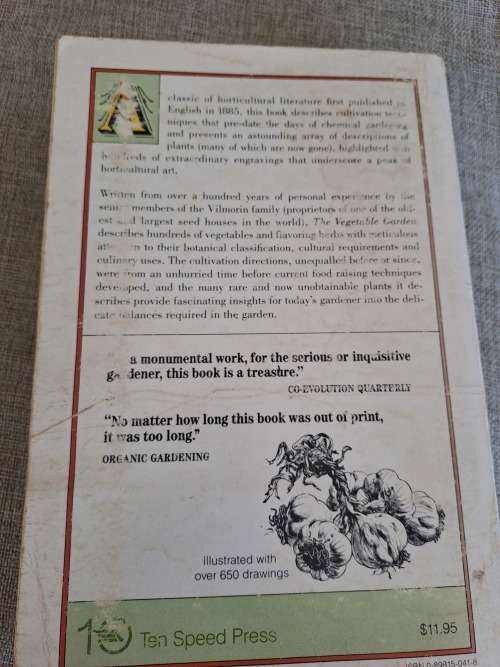 A classic of horticultural literature first published in
English in 1885, this book describes cultivation tech-
niques that pre-date the days of chemical gardening
and presents an astounding array of descriptions of
plants (many of which are now gone), highlighted with
hundreds of extraordinary engravings that underscore a peak of
horticultural art.
Written from over a hundred years of personal experience by the
senior members of the Vilmorin family (proprietors of one of the old-
est and largest seed houses in the world), The Vegetable Garden
describes hundreds of vegetables and flavoring herbs with meticulous
attention to their botanical classification, cultural requirements and
culinary uses. The cultivation directions, unequalled before or since,
were from an unhurried time before current food raising techniques
developed, and the many rare and now unobtainable plants it de-
scribes provide fascinating insights for today's gardener into the deli-
cate balances required in the garden.
a monumental work, for the serious or inquisitive
gardener, this book is a treasure."
CO-EVOLUTION QUARTERLY
"No matter how long this book was out of print,
it was too long."
ORGANIC GARDENING
Illustrated with
over 650 drawings
10 Ten Speed Press
$11.95
ISBN 0-89815-041-8